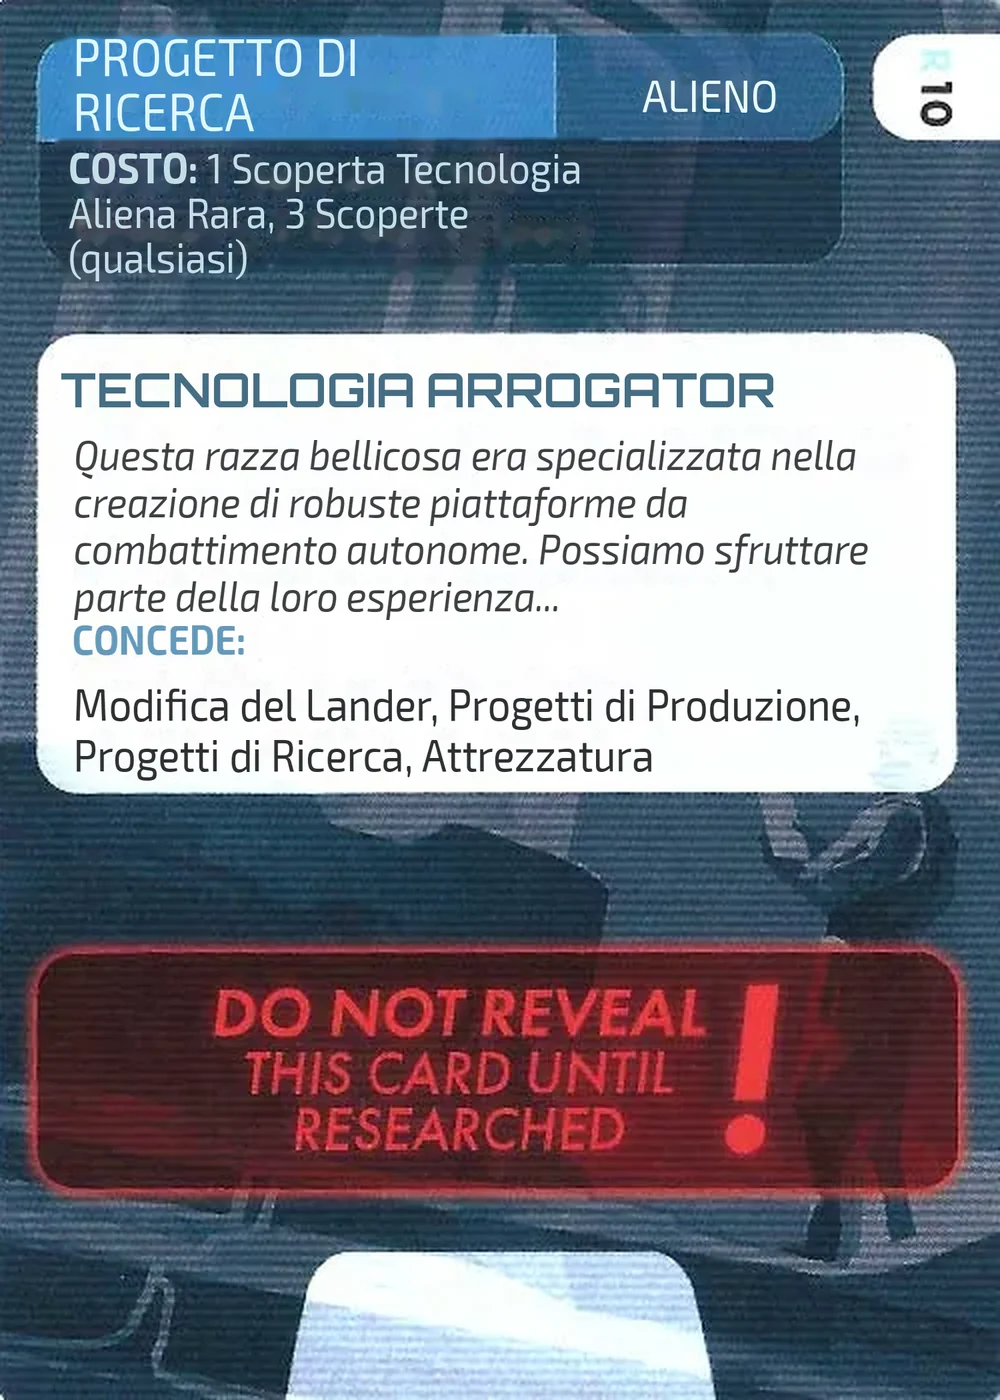 PROGETTO DI
RICERCA
ALIENO
R 10
COSTO: 1 Scoperta Tecnologia
Aliena Rara, 3 Scoperte
(qualsiasi)
TECNOLOGIA ARROGATOR
Questa razza bellicosa era specializzata nella
creazione di robuste piattaforme da
combattimento autonome. Possiamo sfruttare
parte della loro esperienza...
CONCEDE:
Modifica del Lander, Progetti di Produzione,
Progetti di Ricerca, Attrezzatura
DO NOT REVEAL
THIS CARD UNTIL
RESEARCHED
!